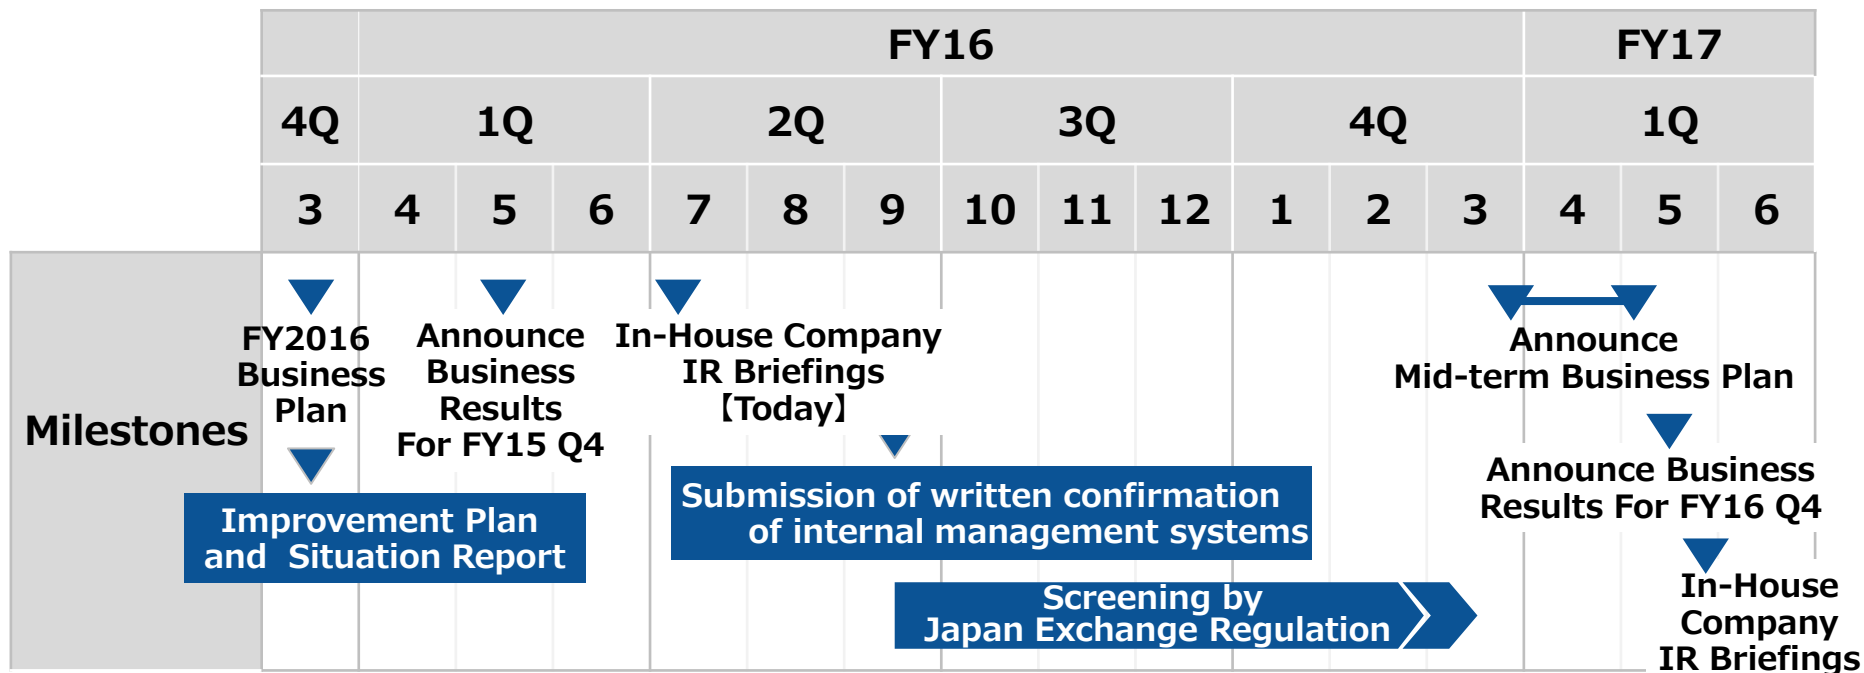 FY16 FY17
4Q 1Q 2Q 3Q 4Q 1Q
3 4 5 6 7 8 9 10 11 12 1 2 3 4 5 6
Milestones
FY2016
Business
Plan
Announce
Business
Results
For FY15 Q4
In-House Company
IR Briefings
【Today】
Announce
Mid-term Business Plan
Improvement Plan
and Situation Report
Submission of written confirmation
of internal management systems
Announce Business
Results For FY16 Q4
Screening by
Japan Exchange Regulation
In-House
Company
IR Briefings